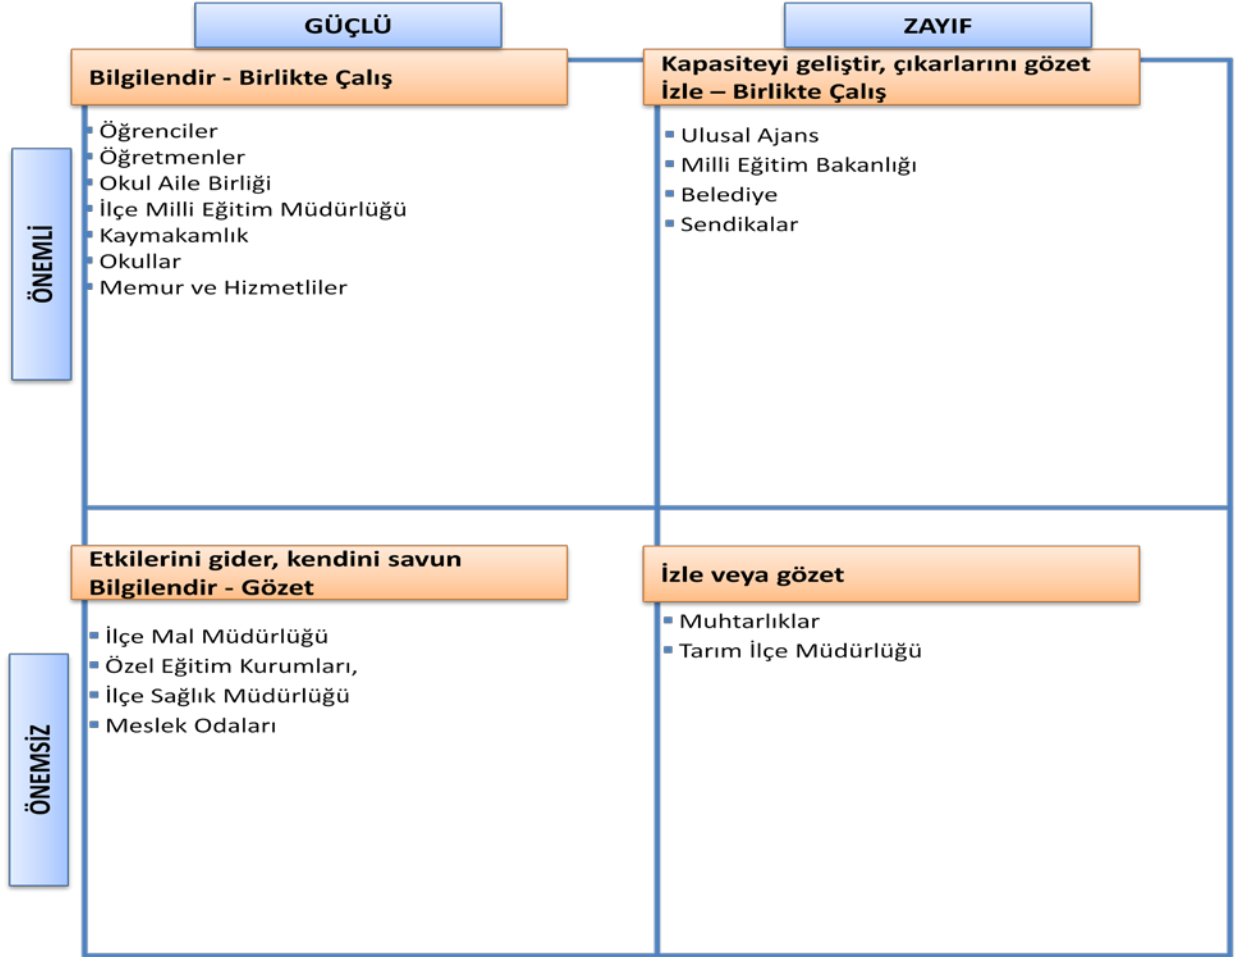 GÜÇLÜ
ZAYIF
ÖNEMLİ
Bilgilendir - Birlikte Çalış
Öğrenciler
Öğretmenler
Okul Aile Birliği
İlçe Milli Eğitim Müdürlüğü
Kaymakamlık
Okullar
Memur ve Hizmetliler
Kapasiteyi geliştir, çıkarlarını gözet
İzle – Birlikte Çalış
Ulusal Ajans
Milli Eğitim Bakanlığı
Belediye
Sendikalar
ÖNEMSİZ
Etkilerini gider, kendini savun
Bilgilendir - Gözet
İlçe Mal Müdürlüğü
Özel Eğitim Kurumları,
İlçe Sağlık Müdürlüğü
Meslek Odaları
İzle veya gözet
Muhtarlıklar
Tarım İlçe Müdürlüğü